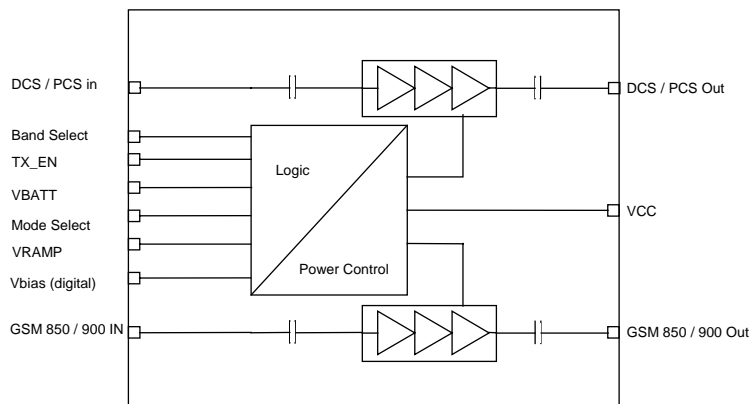 DCS / PCS in
DCS / PCS Out
Band Select
TX_EN
VBATT
Mode Select
VRAMP
Vbias (digital)
Logic
Power Control
VCC
GSM 850 / 900 IN
GSM 850 / 900 Out